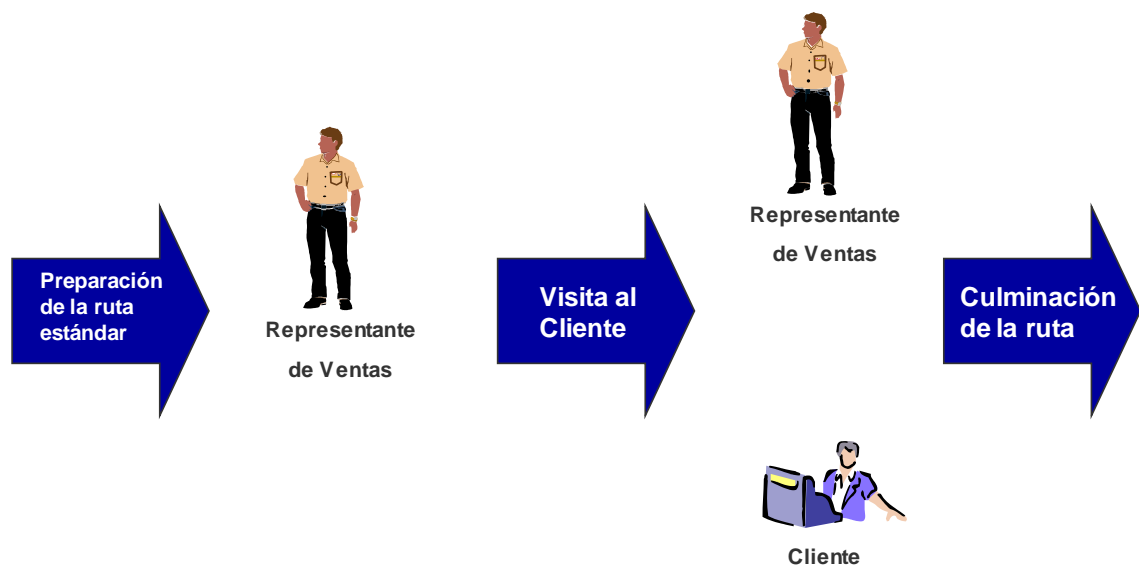 Preparación
de la ruta
estándar
Representante
de Ventas
Visita al
Cliente
Representante
de Ventas
Cliente
Culminación
de la ruta